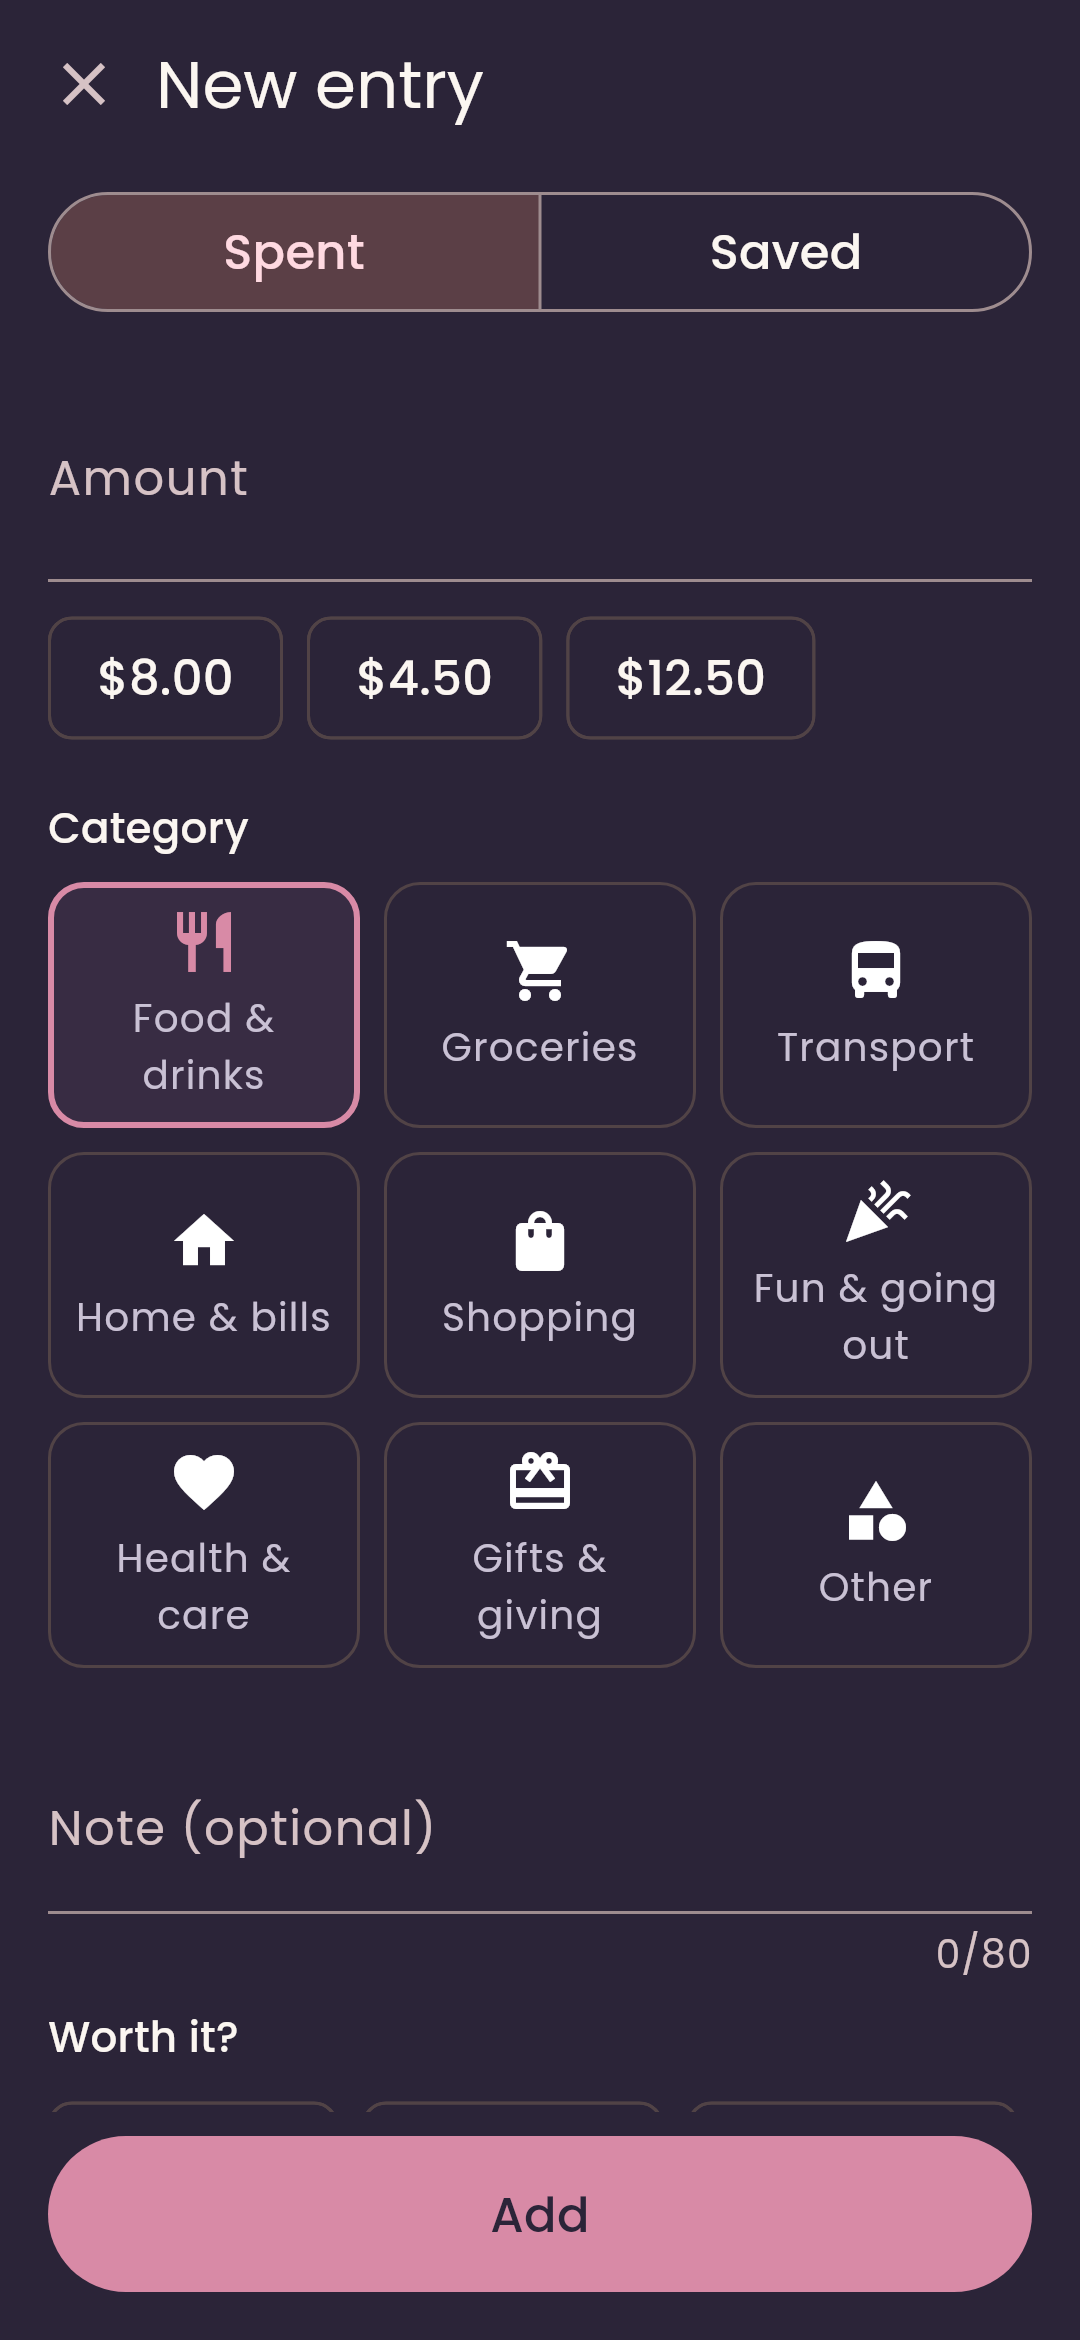 New entry
Spent
Saved
Amount
$8.00
$4.50
$12.50
Category
Food &
drinks
Groceries
Transport
Home & bills
Shopping
Fun & going
out
Health &
care
Gifts &
giving
Other
Note (optional)
0/80
Worth it?
Add